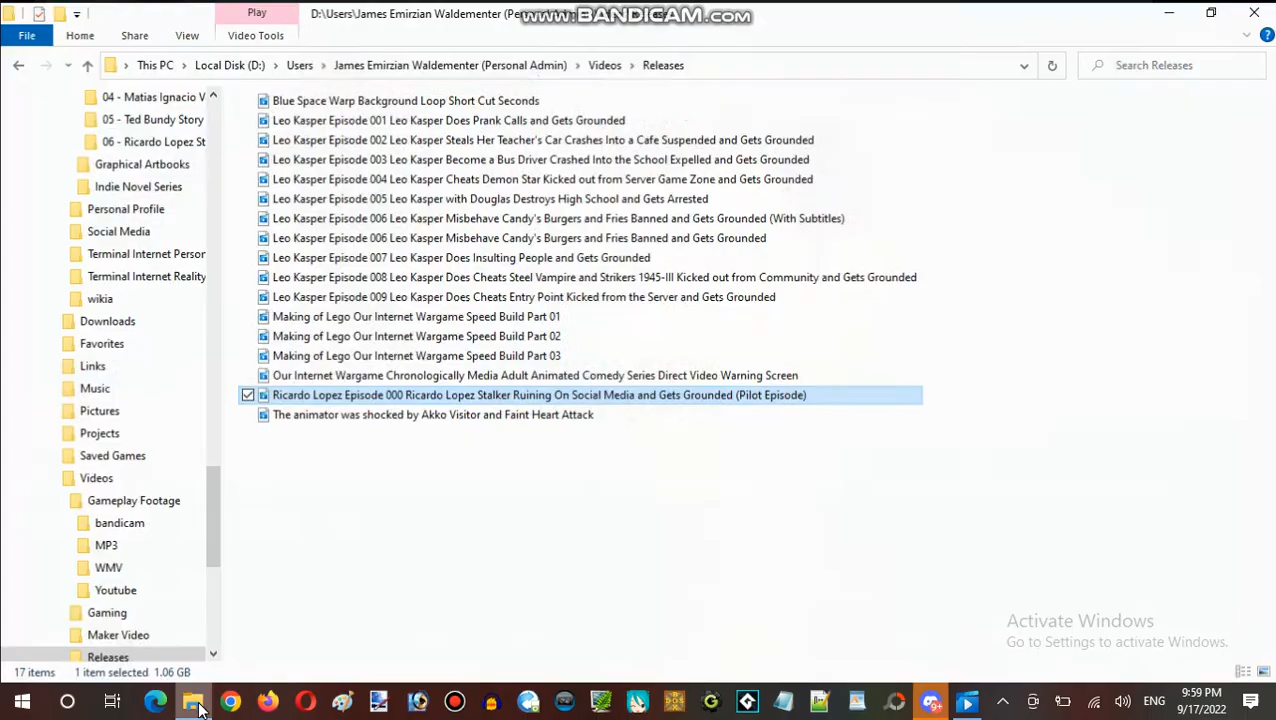 Play
D:\Users\James Emirzian Waldementer (Personal
www.BANDICAM.com
File
Home
Share
View
Video Tools
This PC > Local Disk (D:) > Users > James Emirzian Waldementer (Personal Admin) > Videos > Releases
Search Releases
04 - Matias Ignacio V
05 - Ted Bundy Story
06 - Ricardo Lopez St
Graphical Artbooks
Indie Novel Series
Personal Profile
Social Media
Terminal Internet Person
Terminal Internet Reality
wikia
Downloads
Favorites
Links
Music
Pictures
Projects
Saved Games
Videos
Gameplay Footage
bandicam
MP3
WMV
Youtube
Gaming
Maker Video
Releases
Blue Space Warp Background Loop Short Cut Seconds
Leo Kasper Episode 001 Leo Kasper Does Prank Calls and Gets Grounded
Leo Kasper Episode 002 Leo Kasper Steals Her Teacher's Car Crashes Into a Cafe Suspended and Gets Grounded
Leo Kasper Episode 003 Leo Kasper Become a Bus Driver Crashed Into the School Expelled and Gets Grounded
Leo Kasper Episode 004 Leo Kasper Cheats Demon Star Kicked out from Server Game Zone and Gets Grounded
Leo Kasper Episode 005 Leo Kasper with Douglas Destroys High School and Gets Arrested
Leo Kasper Episode 006 Leo Kasper Misbehave Candy's Burgers and Fries Banned and Gets Grounded (With Subtitles)
Leo Kasper Episode 006 Leo Kasper Misbehave Candy's Burgers and Fries Banned and Gets Grounded
Leo Kasper Episode 007 Leo Kasper Does Insulting People and Gets Grounded
Leo Kasper Episode 008 Leo Kasper Does Cheats Steel Vampire and Strikers 1945-III Kicked out from Community and Gets Grounded
Leo Kasper Episode 009 Leo Kasper Does Cheats Entry Point Kicked from the Server and Gets Grounded
Making of Lego Our Internet Wargame Speed Build Part 01
Making of Lego Our Internet Wargame Speed Build Part 02
Making of Lego Our Internet Wargame Speed Build Part 03
Our Internet Wargame Chronologically Media Adult Animated Comedy Series Direct Video Warning Screen
Ricardo Lopez Episode 000 Ricardo Lopez Stalker Ruining On Social Media and Gets Grounded (Pilot Episode)
The animator was shocked by Akko Visitor and Faint Heart Attack
Activate Windows
Go to Settings to activate Windows.
17 items
1 item selected 1.06 GB
ENG
9:59 PM
9/17/2022